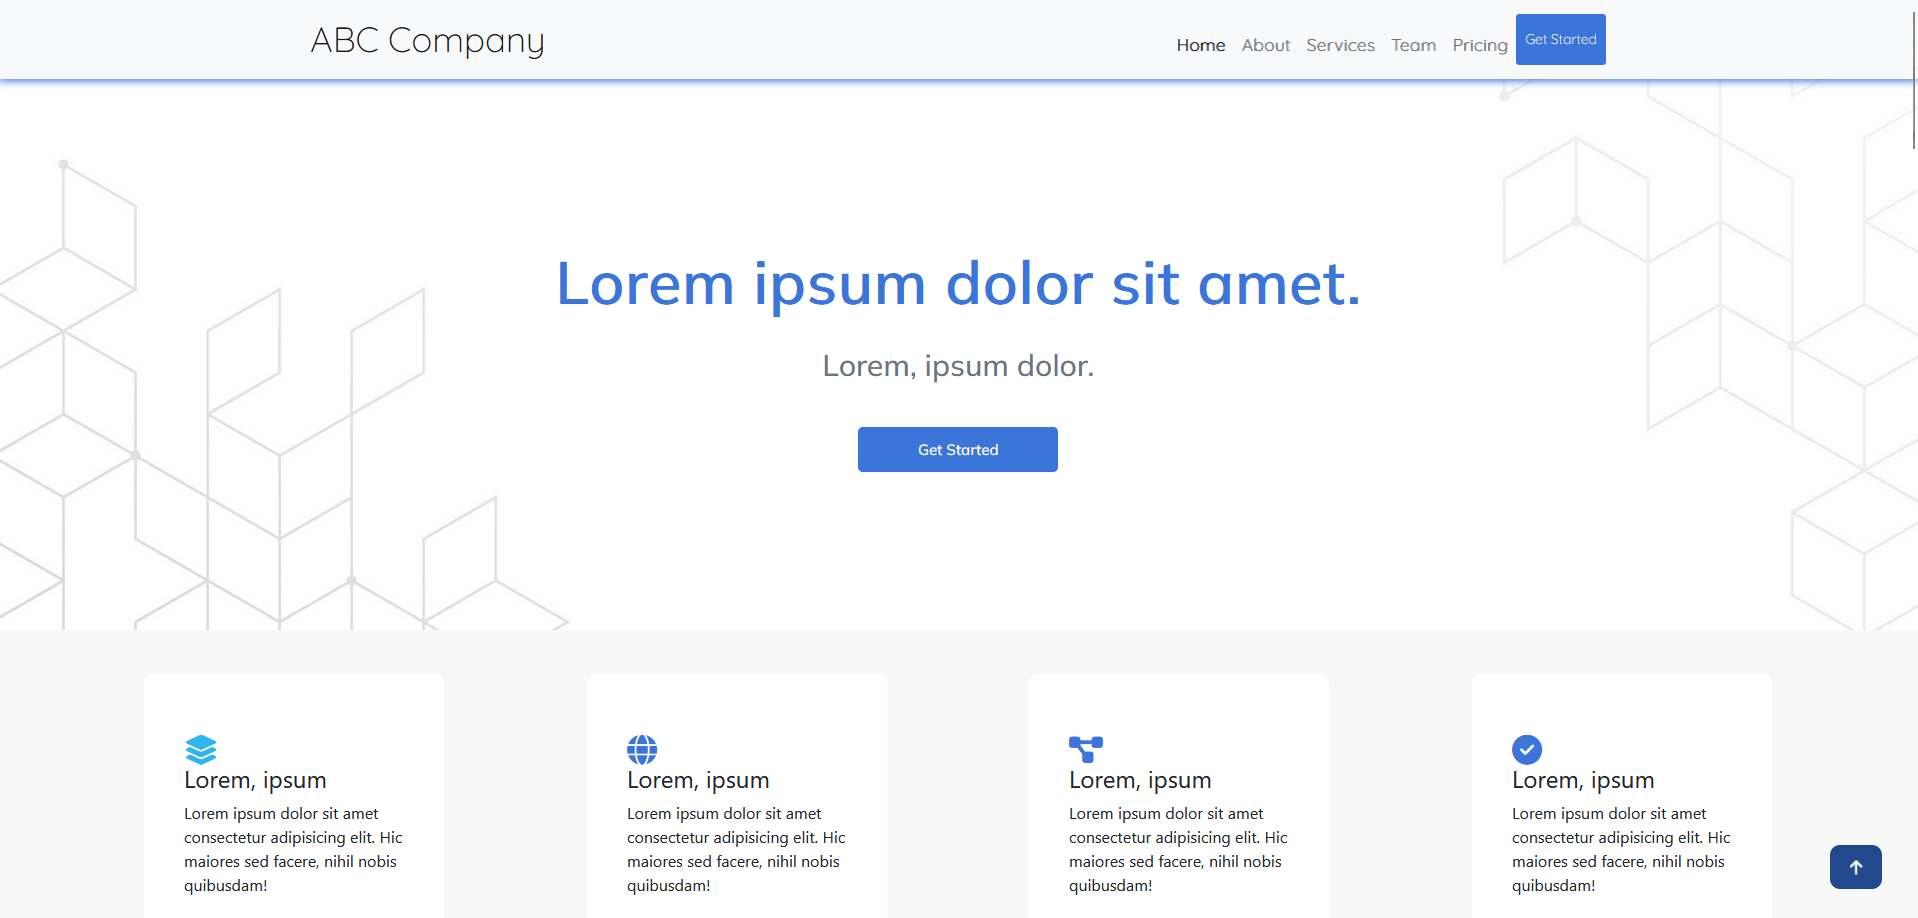 ABC Company
Home About Services Team Pricing Get Started
Lorem ipsum dolor sit amet.
Lorem, ipsum dolor.
Get Started
Lorem, ipsum
Lorem ipsum dolor sit amet
consectetur adipisicing elit. Hic
maiores sed facere, nihil nobis
quibusdam!
Lorem, ipsum
Lorem ipsum dolor sit amet
consectetur adipisicing elit. Hic
maiores sed facere, nihil nobis
quibusdam!
Lorem, ipsum
Lorem ipsum dolor sit amet
consectetur adipisicing elit. Hic
maiores sed facere, nihil nobis
quibusdam!
Lorem, ipsum
Lorem ipsum dolor sit amet
consectetur adipisicing elit. Hic
maiores sed facere, nihil nobis
quibusdam!